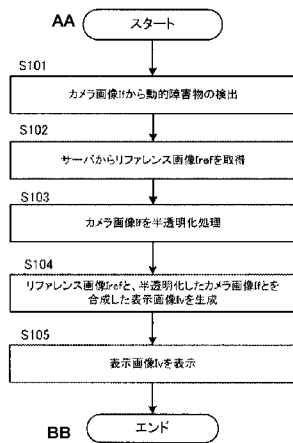 AA
スタート
S101
カメラ画像Ifから動的障害物の検出
S102
サーバからリファレンス画像Irefを取得
S103
カメラ画像Ifを半透明化処理
S104
リファレンス画像Irefと、半透明化したカメラ画像Ifとを
合成した表示画像Ivを生成
S105
表示画像Ivを表示
BB
エンド